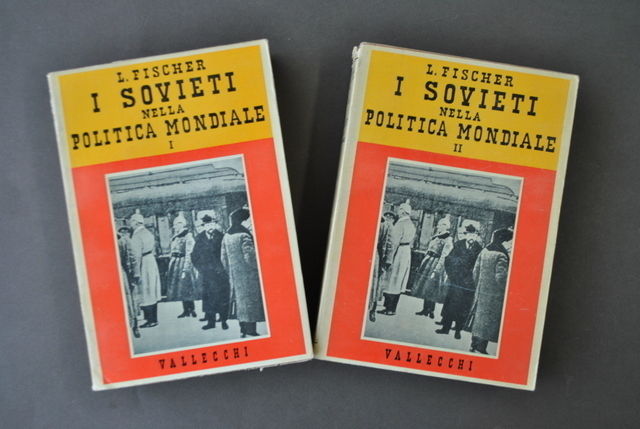 L. FISCHER
I SOVIETI
NELLA
POLITICA MONDIALE
I
VALLECCHI
L. FISCHER
I SOVIETI
NELLA
POLITICA MONDIALE
II
VALLECCHI